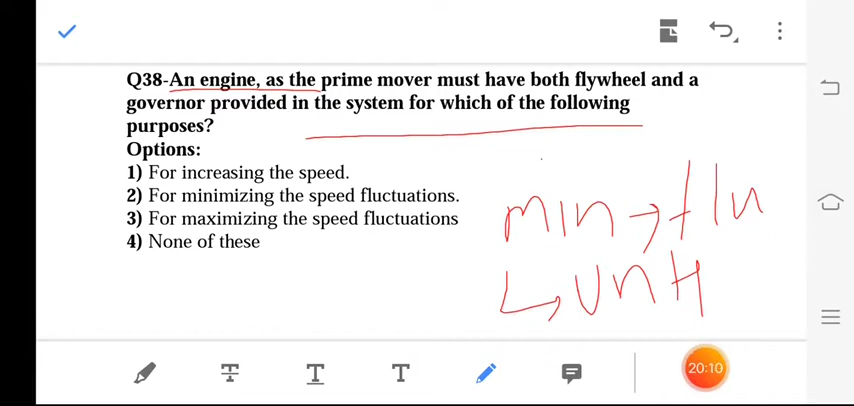 Q38-An engine, as the prime mover must have both flywheel and a
governor provided in the system for which of the following
purposes?
Options:
1) For increasing the speed.
2) For minimizing the speed fluctuations.
3) For maximizing the speed fluctuations
4) None of these
min → flu
T
T
T
20:10